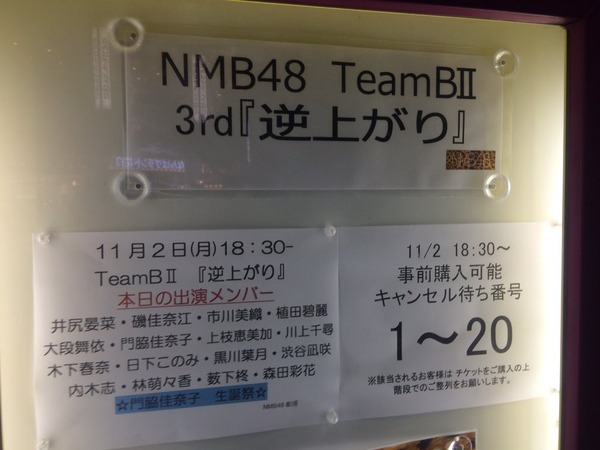 NMB48 TeamBⅡ
3rd『逆上がり』
NMB48
11月2日(月)18:30-
TeamBⅡ 『逆上がり』
本日の出演メンバー
井尻晏菜・磯佳奈江・市川美織・植田碧麗
大段舞依・門脇佳奈子・上枝恵美加・川上千尋
木下春奈・日下このみ・黒川葉月・渋谷凪咲
内木志・林萌々香・薮下柊・森田彩花
☆門脇佳奈子 生誕祭☆
NMB48 劇場
11/2 18:30～
事前購入可能
キャンセル待ち番号
1～20
※該当されるお客様は チケットをご購入の上
階段でのご整列をお願いします。